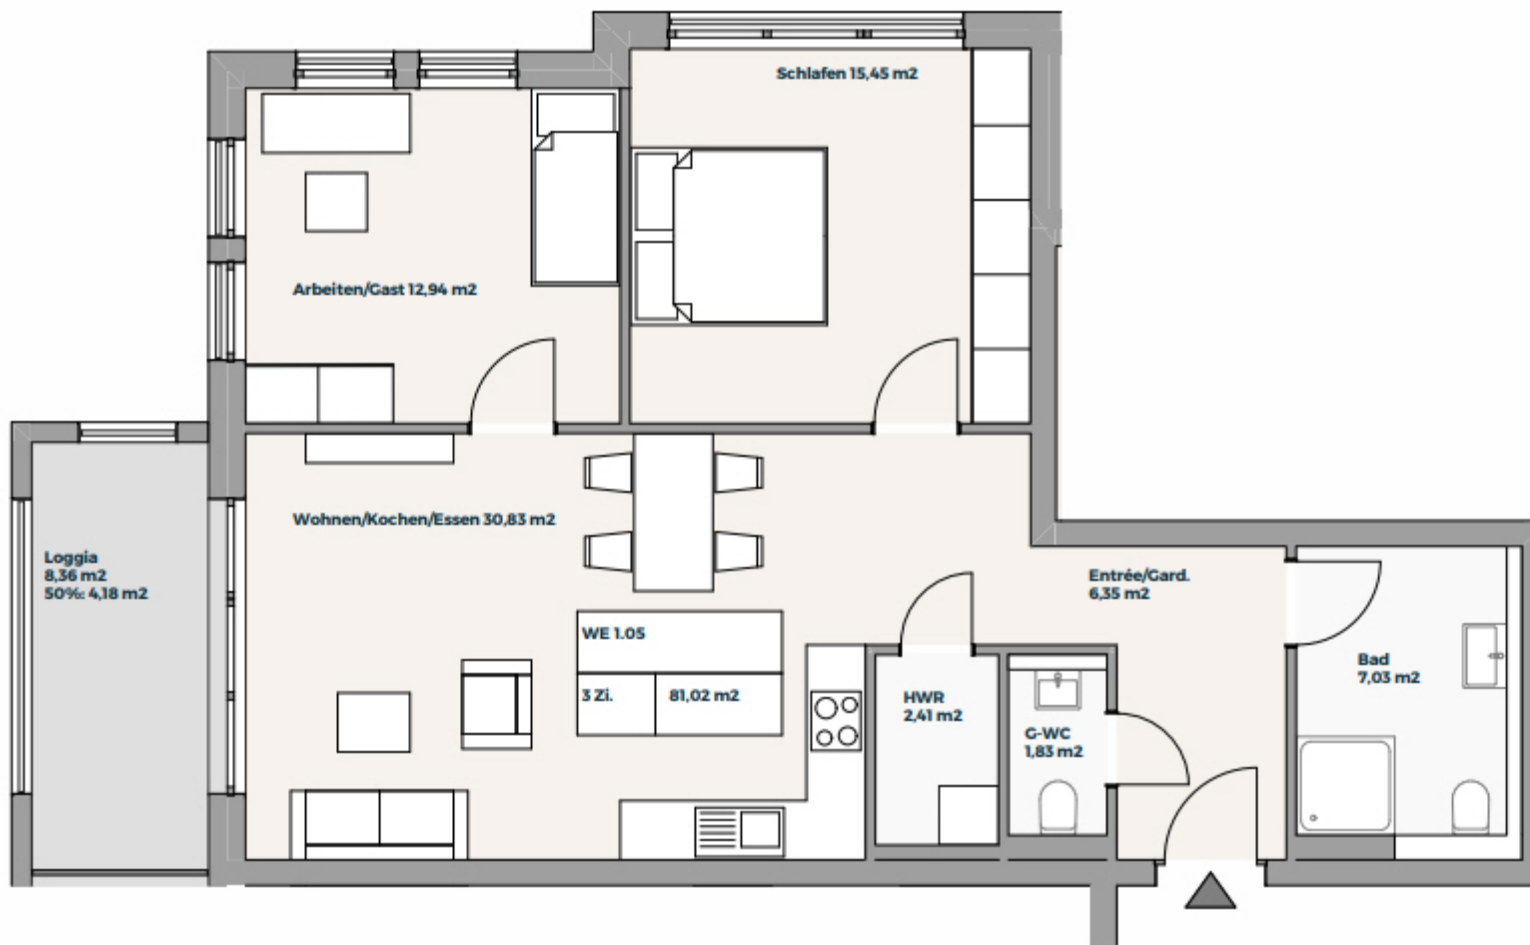 Schlafen 15,45 m2
Arbeiten/Gast 12,94 m2
Wohnen/Kochen/Essen 30,83 m2
Loggia
8,36 m2
50%: 4,18 m2
Entrée/Gard.
6,35 m2
WE 1.05
3 Zi.
81,02 m2
HWR
2,41 m2
G-WC
1,83 m2
Bad
7,03 m2